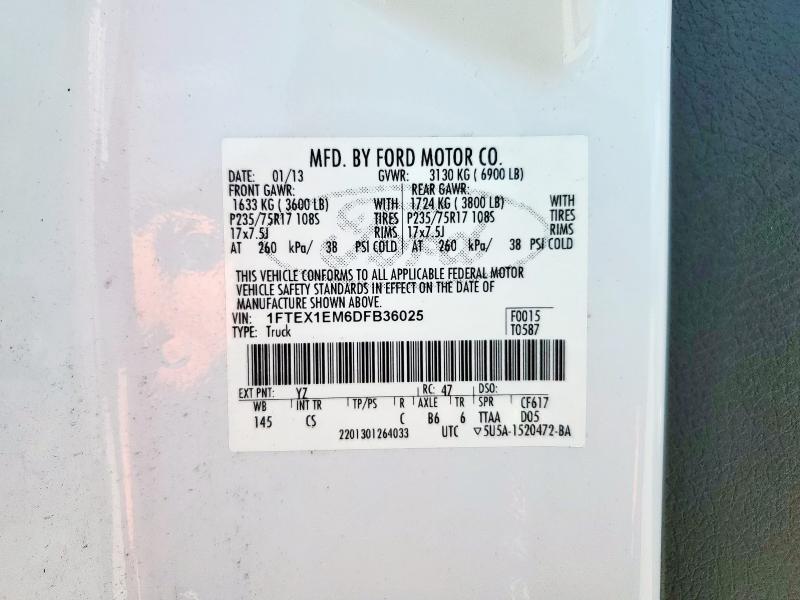 MFD. BY FORD MOTOR CO.
DATE: 01/13 GVWR: 3130 KG ( 6900 LB)
FRONT GAWR: REAR GAWR:
1633 KG ( 3600 LB) WITH 1724 KG ( 3800 LB) WITH
P235/75R17 108S TIRES P235/75R17 108S TIRES
17x7.5J RIMS 17x7.5J RIMS
AT 260 kPa/ 38 PSI COLD AT 260 kPa/ 38 PSI COLD
Ford
THIS VEHICLE CONFORMS TO ALL APPLICABLE FEDERAL MOTOR
VEHICLE SAFETY STANDARDS IN EFFECT ON THE DATE OF
MANUFACTURE SHOWN ABOVE.
VIN: 1FTEX1EM6DFB36025 F0015
TYPE: Truck T0587
EXT PNT: YZ RC: 47 DSO:
WB INT TR TP/PS R AXLE TR SPR CF617
145 CS C B6 6 TTAA D05
2201301264033 UTC ▽5U5A-1520472-BA